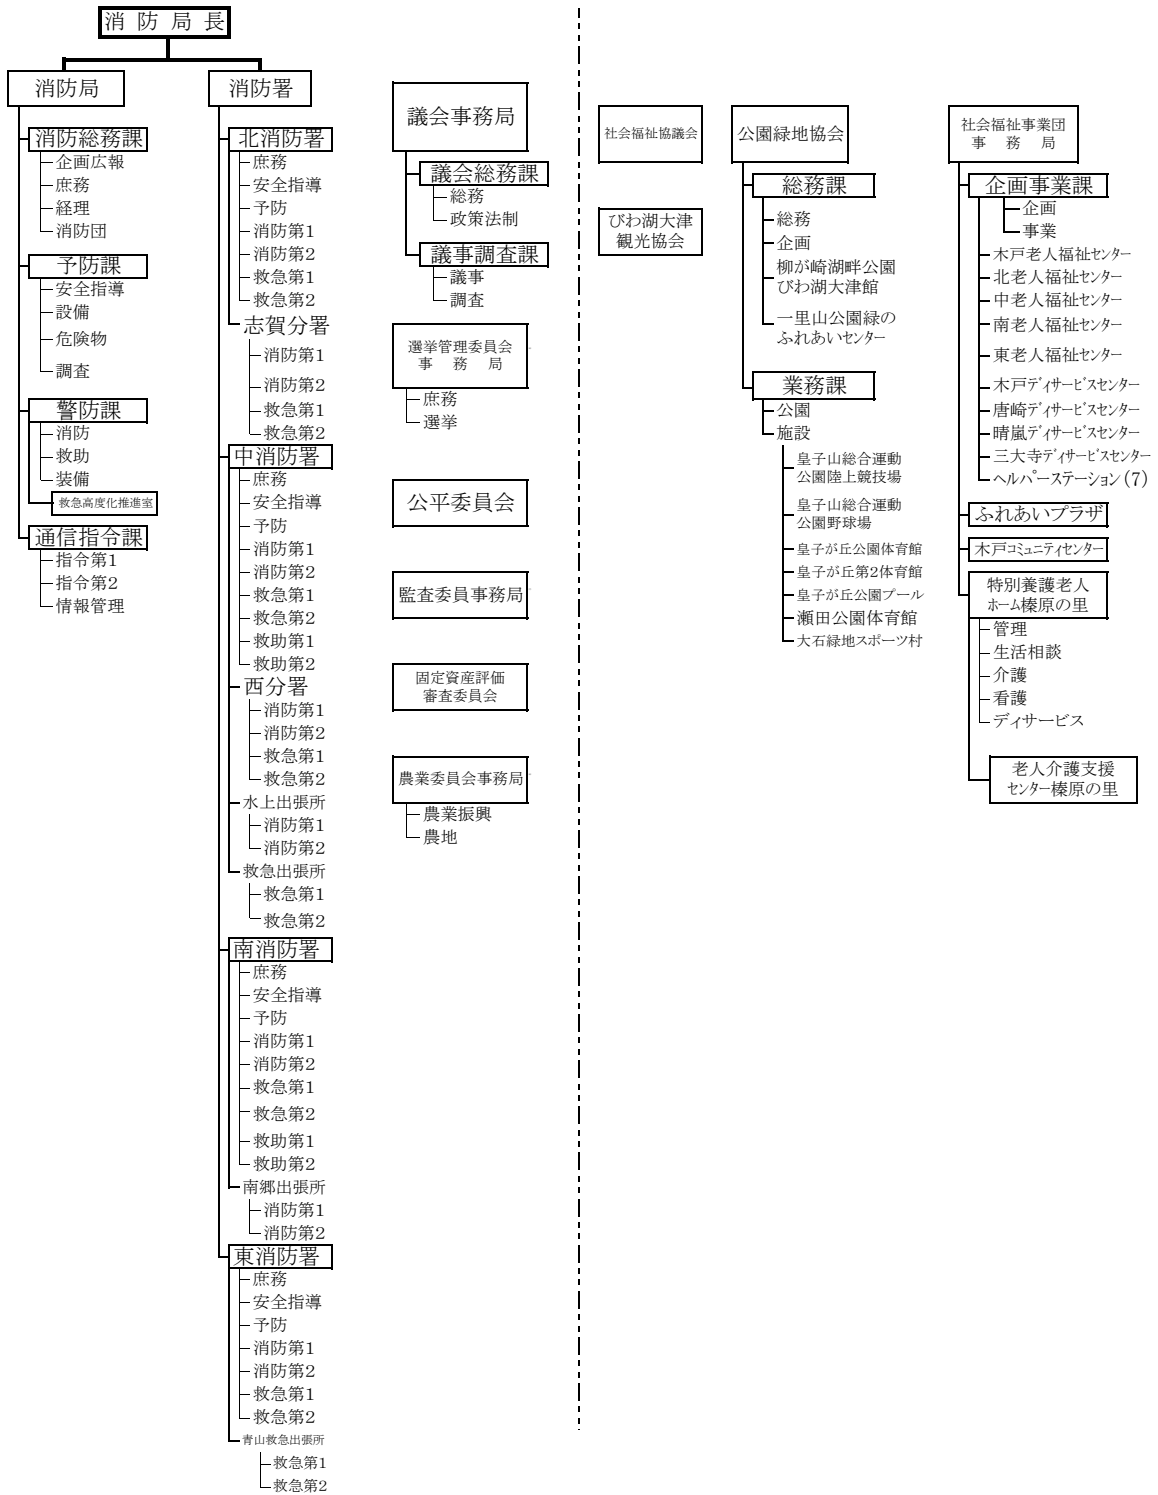 消防局長
消防局
消防総務課
企画広報
庶務
経理
消防団
予防課
安全指導
設備
危険物
調査
警防課
消防
救助
装備
救急高度化推進室
通信指令課
指令第1
指令第2
情報管理
消防署
北消防署
庶務
安全指導
予防
消防第1
消防第2
救急第1
救急第2
志賀分署
消防第1
消防第2
救急第1
救急第2
中消防署
庶務
安全指導
予防
消防第1
消防第2
救急第1
救急第2
救助第1
救助第2
西分署
消防第1
消防第2
救急第1
救急第2
水上出張所
消防第1
消防第2
救急出張所
救急第1
救急第2
南消防署
庶務
安全指導
予防
消防第1
消防第2
救急第1
救急第2
救助第1
救助第2
南郷出張所
消防第1
消防第2
東消防署
庶務
安全指導
予防
消防第1
消防第2
救急第1
救急第2
青山救急出張所
救急第1
救急第2
議会事務局
議会総務課
総務
政策法制
議事調査課
議事
調査
選挙管理委員会
事務局
庶務
選挙
公平委員会
監査委員事務局
固定資産評価
審査委員会
農業委員会事務局
農業振興
農地
社会福祉協議会
びわ湖大津
観光協会
公園緑地協会
総務課
総務
企画
柳が崎湖畔公園
びわ湖大津館
一里山公園緑の
ふれあいセンター
業務課
公園
施設
皇子山総合運動
公園陸上競技場
皇子山総合運動
公園野球場
皇子が丘公園体育館
皇子が丘第2体育館
皇子が丘公園プール
瀬田公園体育館
大石緑地スポーツ村
社会福祉事業団
事務局
企画事業課
企画
事業
木戸老人福祉センター
北老人福祉センター
中老人福祉センター
南老人福祉センター
東老人福祉センター
木戸デイサービスセンター
唐崎デイサービスセンター
晴嵐デイサービスセンター
三大寺デイサービスセンター
ヘルパーステーション(7)
ふれあいプラザ
木戸コミュニティセンター
特別養護老人
ホーム榛原の里
管理
生活相談
介護
看護
デイサービス
老人介護支援
センター榛原の里